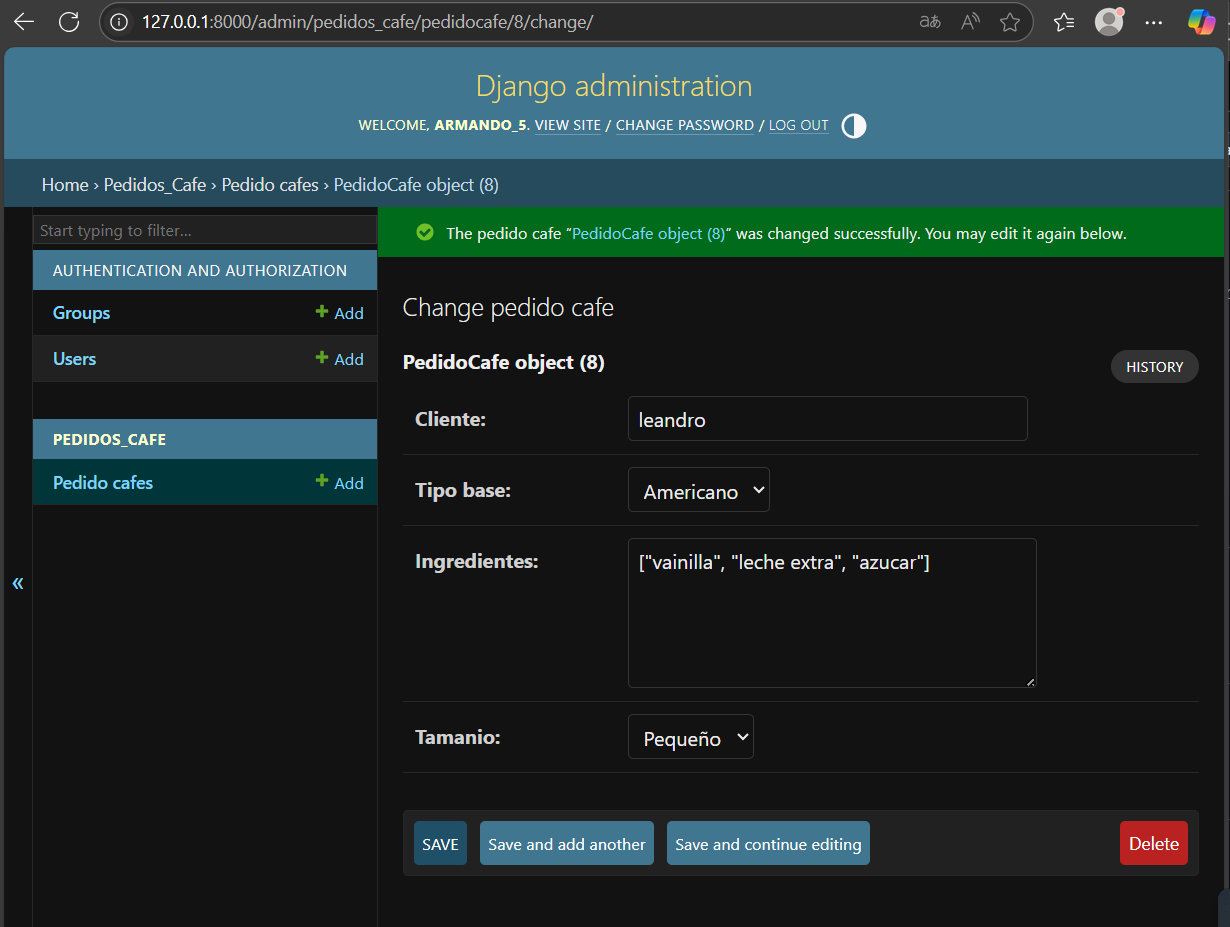 127.0.0.1:8000/admin/pedidos_cafe/pedidocafe/8/change/
Django administration
WELCOME, ARMANDO_5. VIEW SITE / CHANGE PASSWORD / LOG OUT
Home › Pedidos_Cafe › Pedido cafes › PedidoCafe object (8)
Start typing to filter...
The pedido cafe “PedidoCafe object (8)” was changed successfully. You may edit it again below.
AUTHENTICATION AND AUTHORIZATION
Groups + Add
Users + Add
PEDIDOS_CAFE
Pedido cafes + Add
«
Change pedido cafe
PedidoCafe object (8)
HISTORY
Cliente: leandro
Tipo base: Americano
Ingredientes: ["vainilla", "leche extra", "azucar"]
Tamanio: Pequeño
SAVE Save and add another Save and continue editing Delete